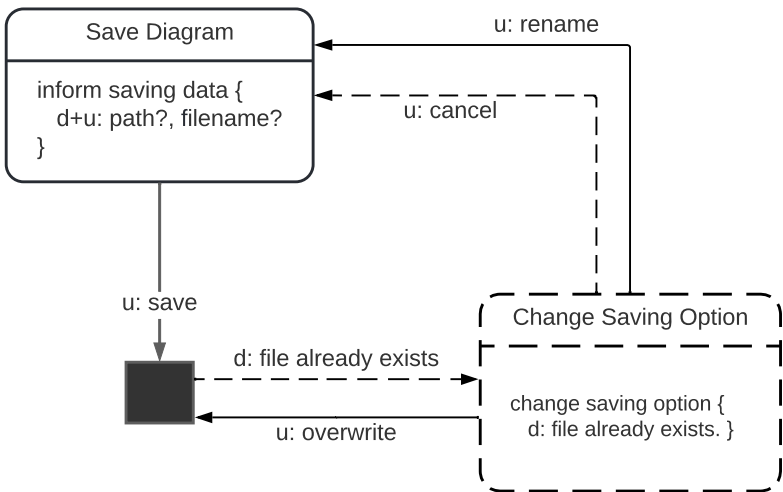 Save Diagram
inform saving data {
d+u: path?, filename?
}
u: rename
u: cancel
u: save
d: file already exists
u: overwrite
Change Saving Option
change saving option {
d: file already exists. }